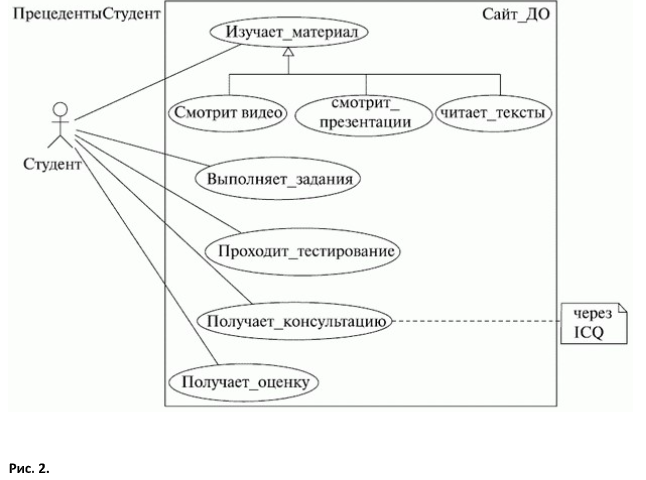 ПрецедентыСтудент
Сайт_ДО
Изучает_материал
Смотрит видео
смотрит_
презентации
читает_тексты
Студент
Выполняет_задания
Проходит_тестирование
Получает_консультацию
через
ICQ
Получает_оценку
Рис. 2.